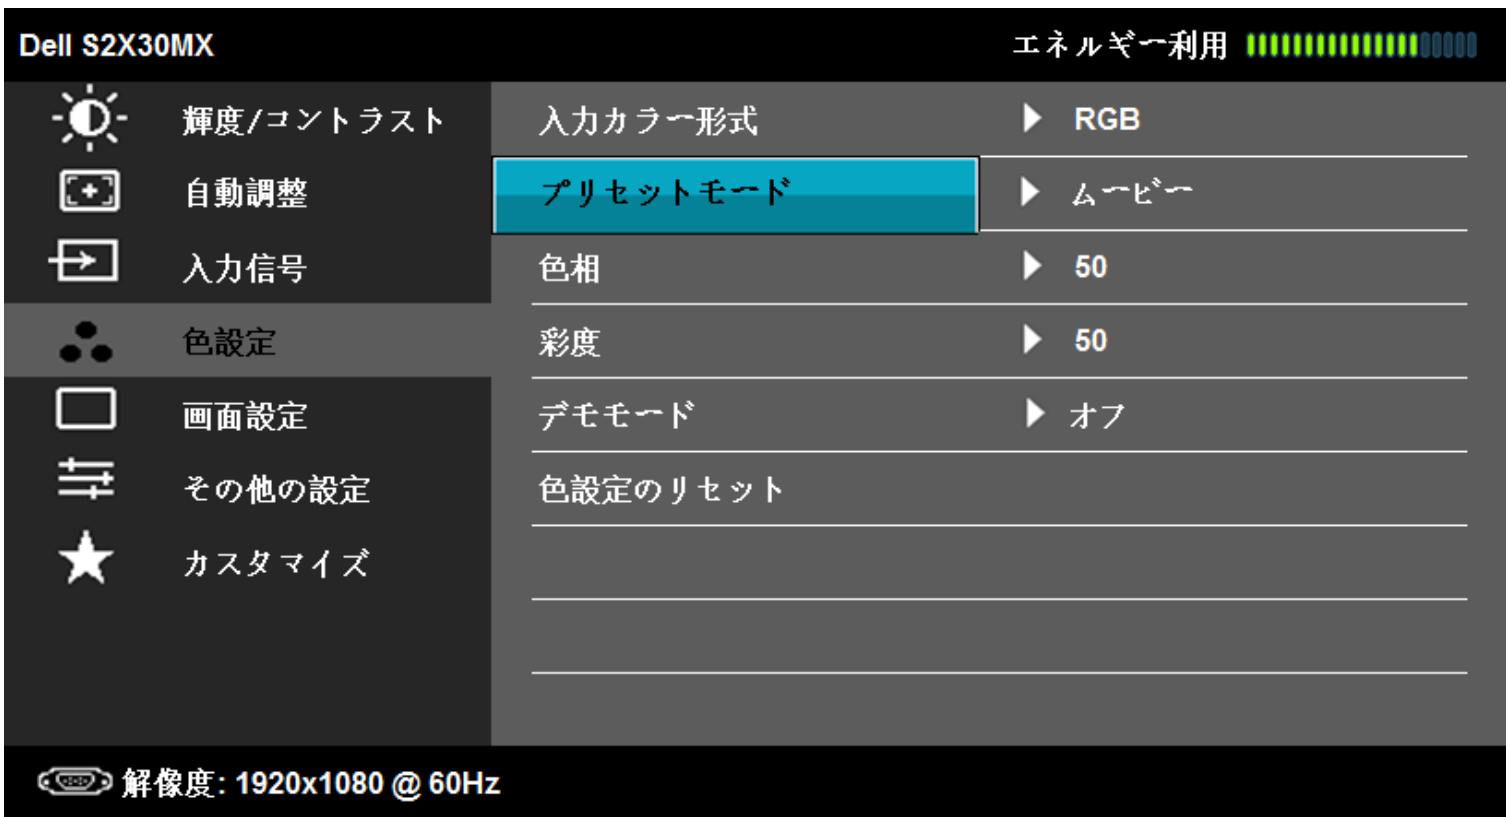 Dell S2X30MX
エネルギー利用
輝度/コントラスト
入力カラー形式
RGB
自動調整
プリセットモード
ムービー
入力信号
色相
50
色設定
彩度
50
画面設定
デモモード
オフ
その他の設定
色設定のリセット
カスタマイズ
解像度: 1920x1080 @ 60Hz